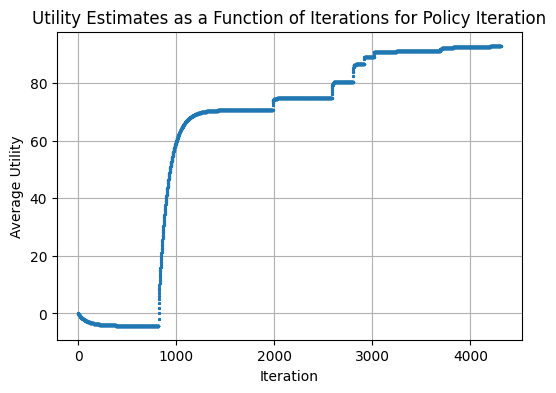 Utility Estimates as a Function of Iterations for Policy Iteration
80
60
40
20
0
Average Utility
0 1000 2000 3000 4000
Iteration